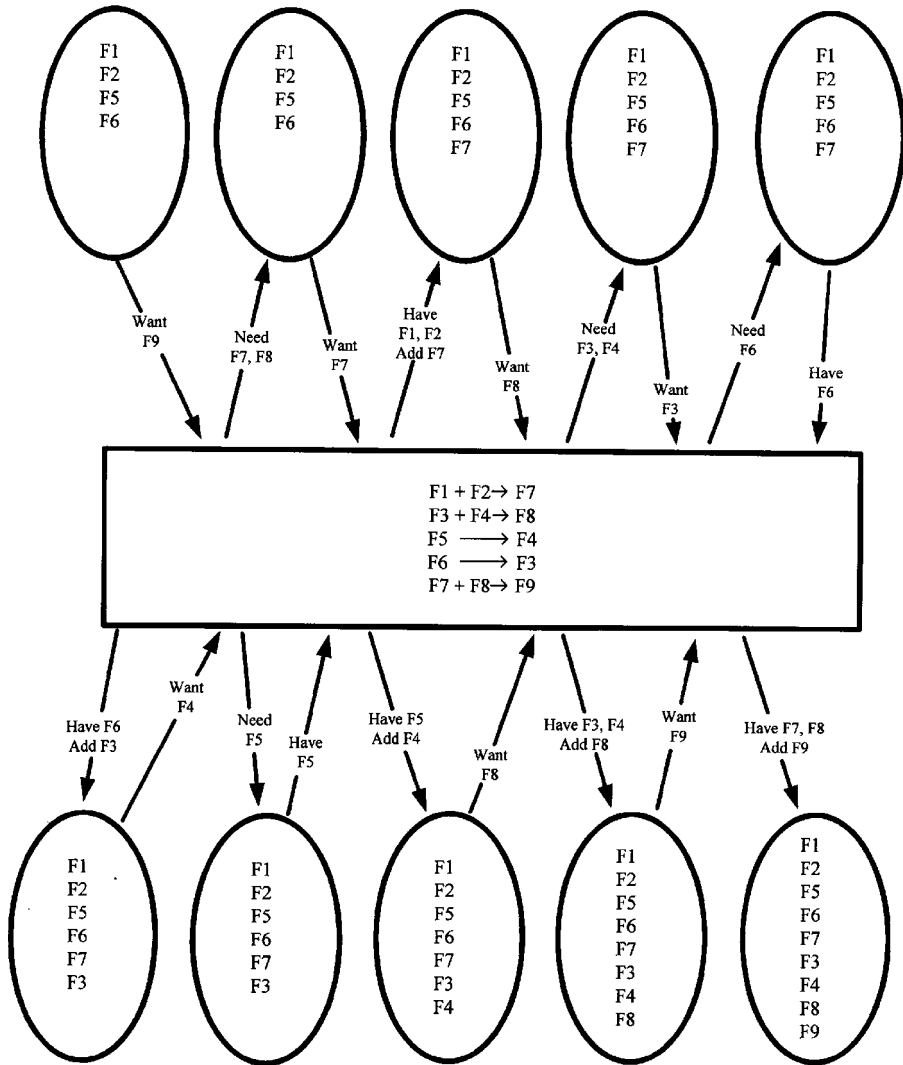 F1
F2
F5
F6
F1
F2
F5
F6
F1
F2
F5
F6
F7
F1
F2
F5
F6
F7
F1
F2
F5
F6
F7
Want
F9
Need
F7, F8
Want
F7
Have
F1, F2
Add F7
Want
F8
Need
F3, F4
Want
F3
Need
F6
Have
F6
F1 + F2→ F7
F3 + F4→ F8
F5 ⟶ F4
F6 ⟶ F3
F7 + F8→ F9
Have F6
Add F3
Want
F4
Need
F5
Have
F5
Have F5
Add F4
Want
F8
Have F3, F4
Add F8
Want
F9
Have F7, F8
Add F9
F1
F2
F5
F6
F7
F3
F1
F2
F5
F6
F7
F3
F1
F2
F5
F6
F7
F3
F4
F1
F2
F5
F6
F7
F3
F4
F8
F1
F2
F5
F6
F7
F3
F4
F8
F9